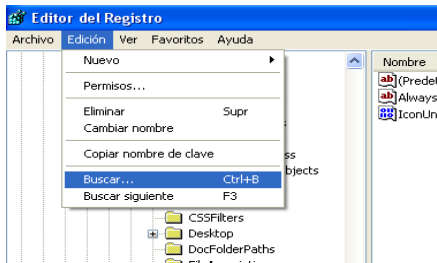 Editor del Registro
Archivo Edición Ver Favoritos Ayuda
Nuevo
Permisos...
Eliminar Supr
Cambiar nombre
Copiar nombre de clave
Buscar... Ctrl+B
Buscar siguiente F3
ss
bjects
CSSFilters
Desktop
DocFolderPaths
Nombre
(Predet
Always
IconUn